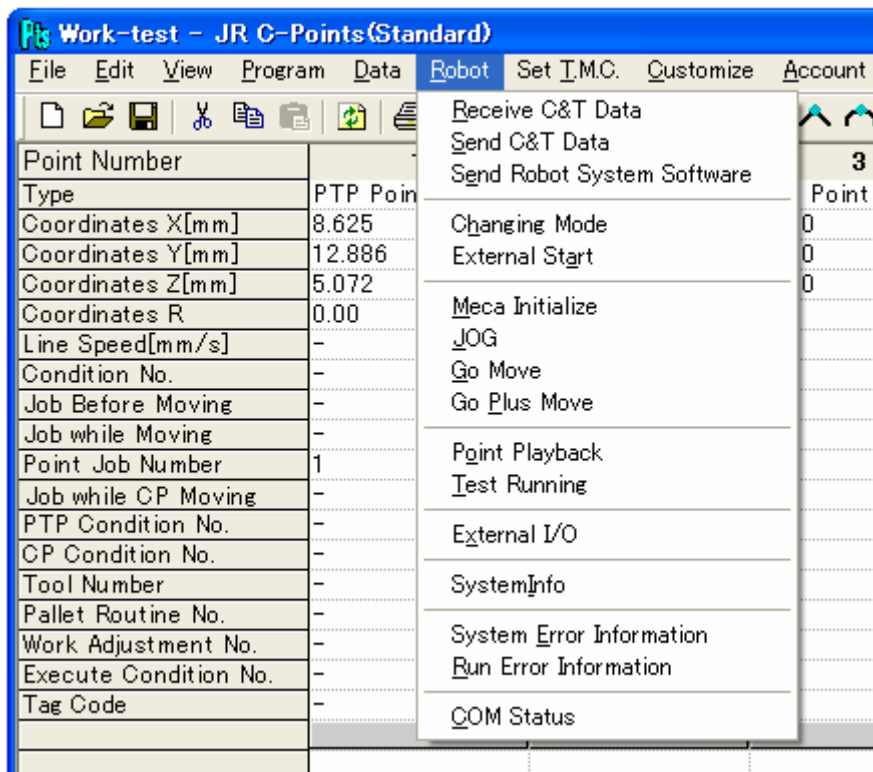 Work-test - JR C-Points(Standard)
File Edit View Program Data Robot Set T.M.C. Customize Account
Receive C&T Data
Send C&T Data
Send Robot System Software
Changing Mode
External Start
Meca Initialize
JOG
Go Move
Go Plus Move
Point Playback
Test Running
External I/O
SystemInfo
System Error Information
Run Error Information
COM Status
Point Number 3
Type PTP Poin Point
Coordinates X[mm] 8.625 0
Coordinates Y[mm] 12.886 0
Coordinates Z[mm] 5.072 0
Coordinates R 0.00
Line Speed[mm/s] -
Condition No. -
Job Before Moving -
Job while Moving -
Point Job Number 1
Job while CP Moving -
PTP Condition No. -
CP Condition No. -
Tool Number -
Pallet Routine No. -
Work Adjustment No. -
Execute Condition No. -
Tag Code -